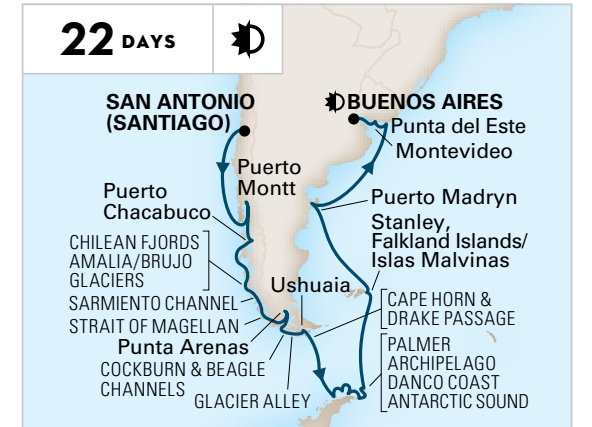 22 DAYS
SAN ANTONIO
(SANTIAGO)
BUENOS AIRES
Punta del Este
Montevideo
Puerto
Montt
Puerto
Chacabuco
Puerto Madryn
Stanley,
Falkland Islands/
Islas Malvinas
CHILEAN FJORDS
AMALIA/BRUJO
GLACIERS
SARMIENTO CHANNEL
STRAIT OF MAGELLAN
Punta Arenas
COCKBURN & BEAGLE
CHANNELS
GLACIER ALLEY
Ushuaia
CAPE HORN &
DRAKE PASSAGE
PALMER
ARCHIPELAGO
DANCO COAST
ANTARCTIC SOUND